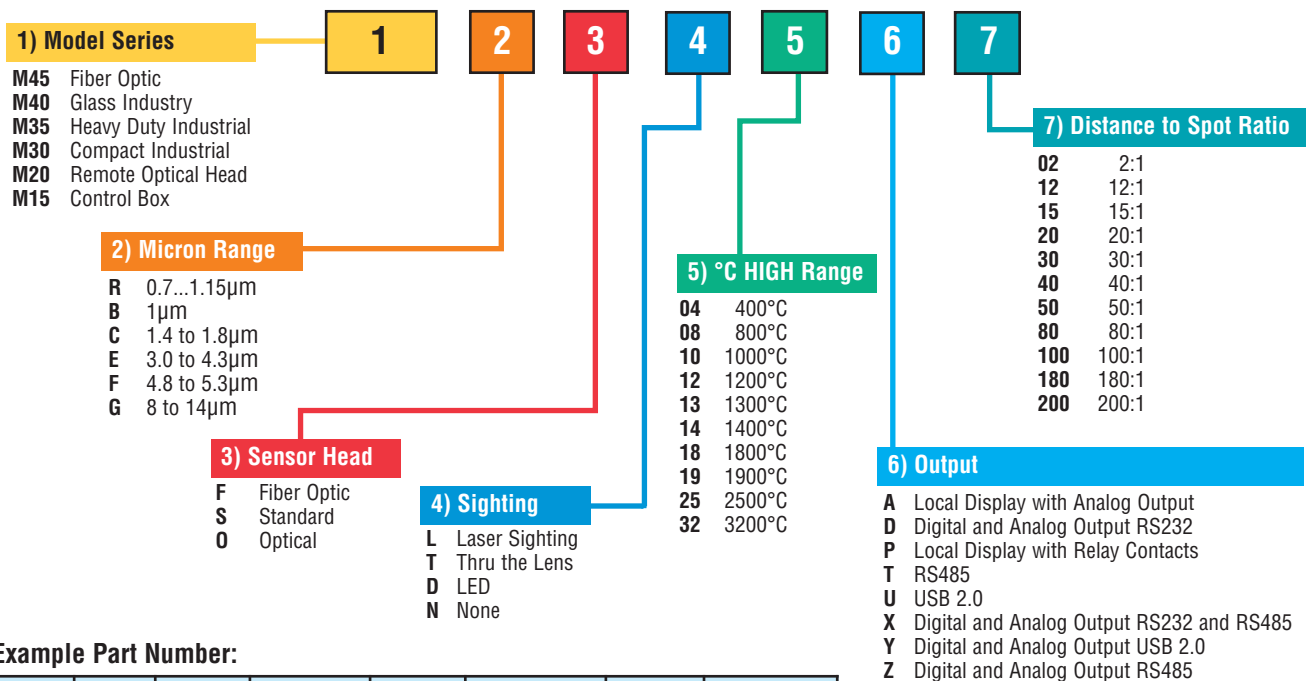 1 2 3 4 5 6 7
1) Model Series
M45 Fiber Optic
M40 Glass Industry
M35 Heavy Duty Industrial
M30 Compact Industrial
M20 Remote Optical Head
M15 Control Box
2) Micron Range
R 0.7...1.15µm
B 1µm
C 1.4 to 1.8µm
E 3.0 to 4.3µm
F 4.8 to 5.3µm
G 8 to 14µm
3) Sensor Head
F Fiber Optic
S Standard
O Optical
4) Sighting
L Laser Sighting
T Thru the Lens
D LED
N None
5) °C HIGH Range
04 400°C
08 800°C
10 1000°C
12 1200°C
13 1300°C
14 1400°C
18 1800°C
19 1900°C
25 2500°C
32 3200°C
7) Distance to Spot Ratio
02 2:1
12 12:1
15 15:1
20 20:1
30 30:1
40 40:1
50 50:1
80 80:1
100 100:1
180 180:1
200 200:1
6) Output
A Local Display with Analog Output
D Digital and Analog Output RS232
P Local Display with Relay Contacts
T RS485
U USB 2.0
X Digital and Analog Output RS232 and RS485
Y Digital and Analog Output USB 2.0
Z Digital and Analog Output RS485
Example Part Number: